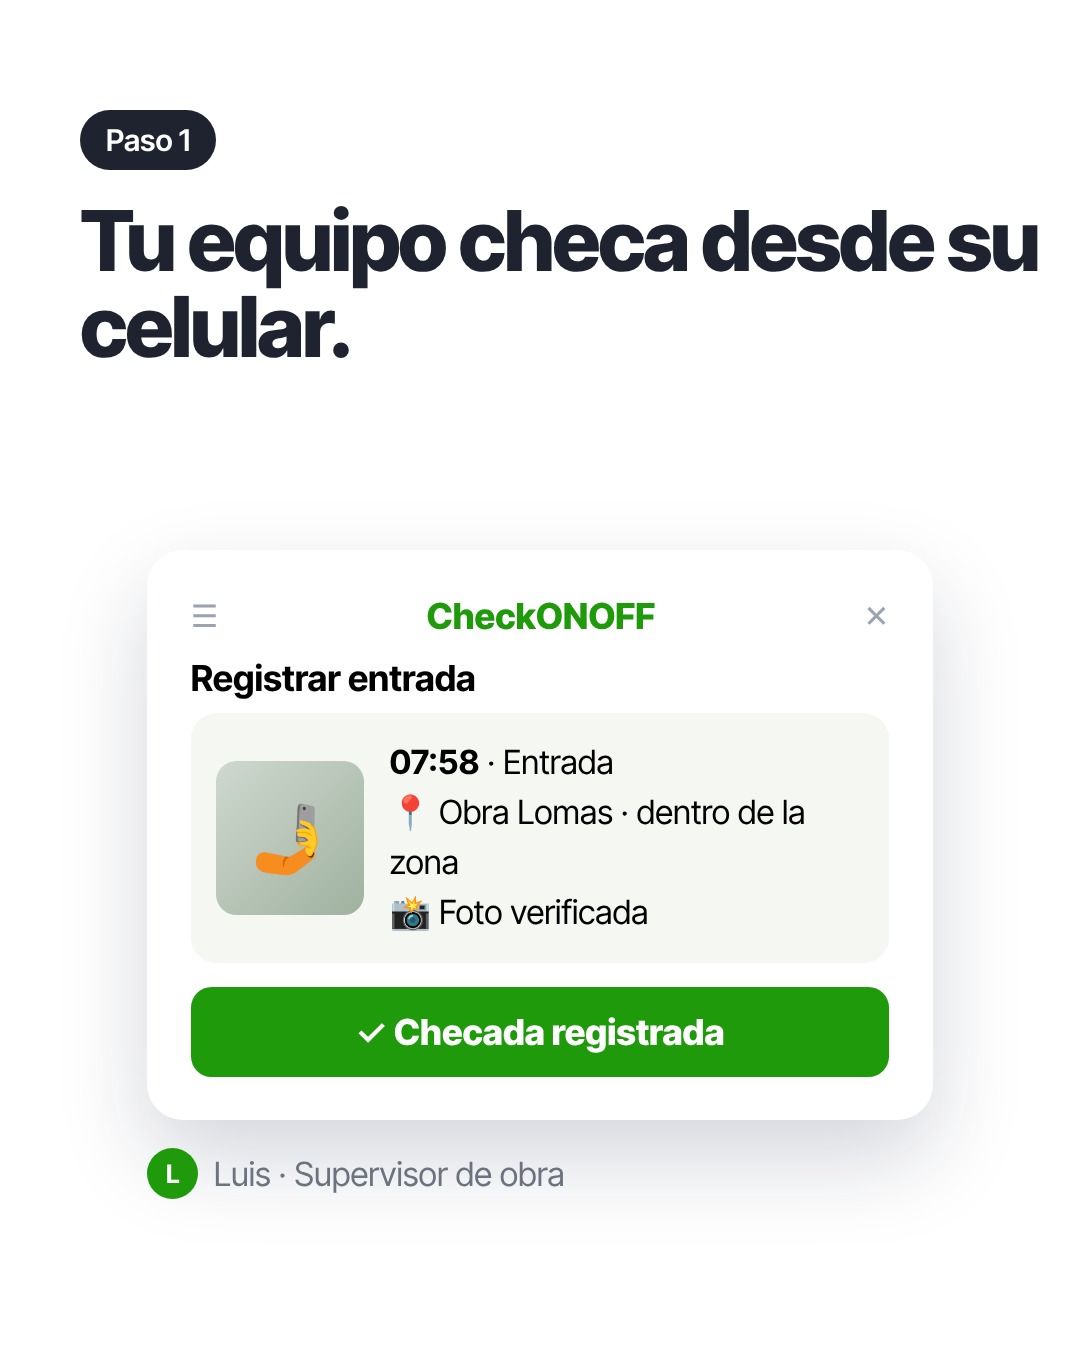 Paso 1
Tu equipo checa desde su
celular.
☰ CheckONOFF ✕
Registrar entrada
07:58 · Entrada
📍 Obra Lomas · dentro de la
zona
📸 Foto verificada
✓ Checada registrada
L Luis · Supervisor de obra